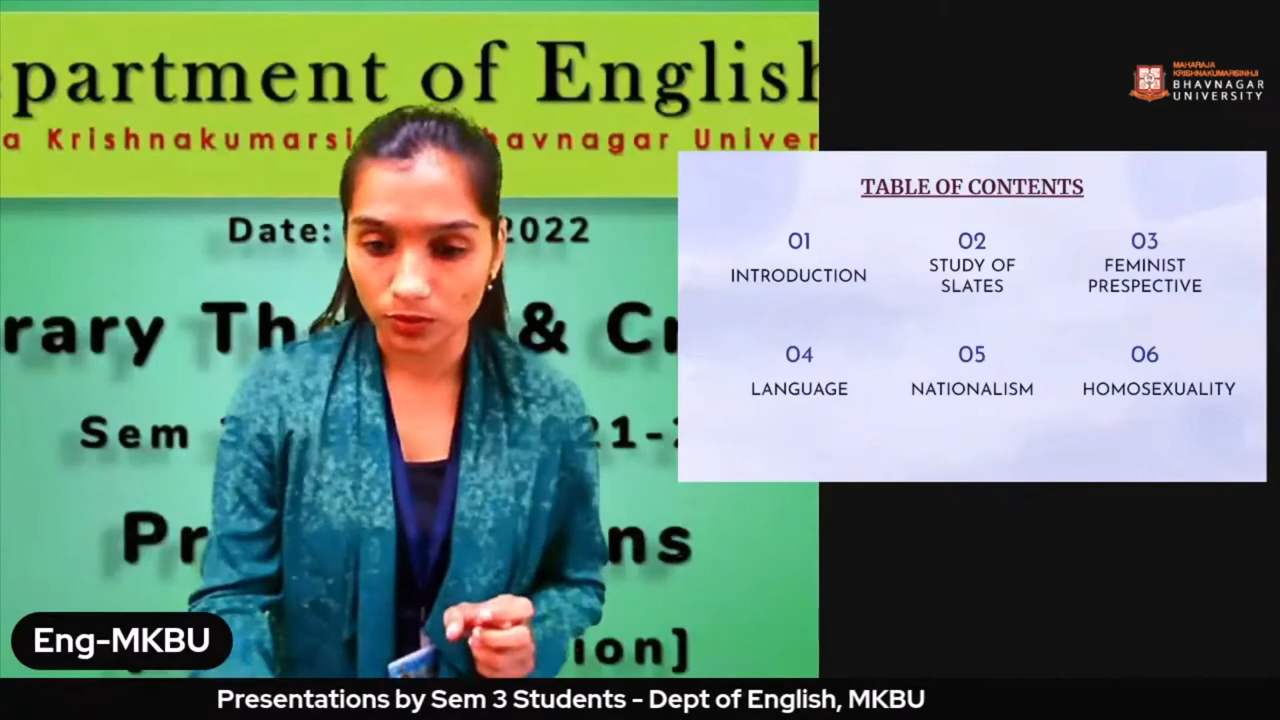 partment of English
a Krishnakumarsi havnagar Univer
Date: 2022
rary Th & Cr
Sem 21-2
Pr ns
ion]
Eng-MKBU
Presentations by Sem 3 Students - Dept of English, MKBU
MAHARAJA
KRISHNAKUMARSINHJI
BHAVNAGAR
UNIVERSITY
TABLE OF CONTENTS
01
INTRODUCTION
02
STUDY OF
SLATES
03
FEMINIST
PRESPECTIVE
04
LANGUAGE
05
NATIONALISM
06
HOMOSEXUALITY